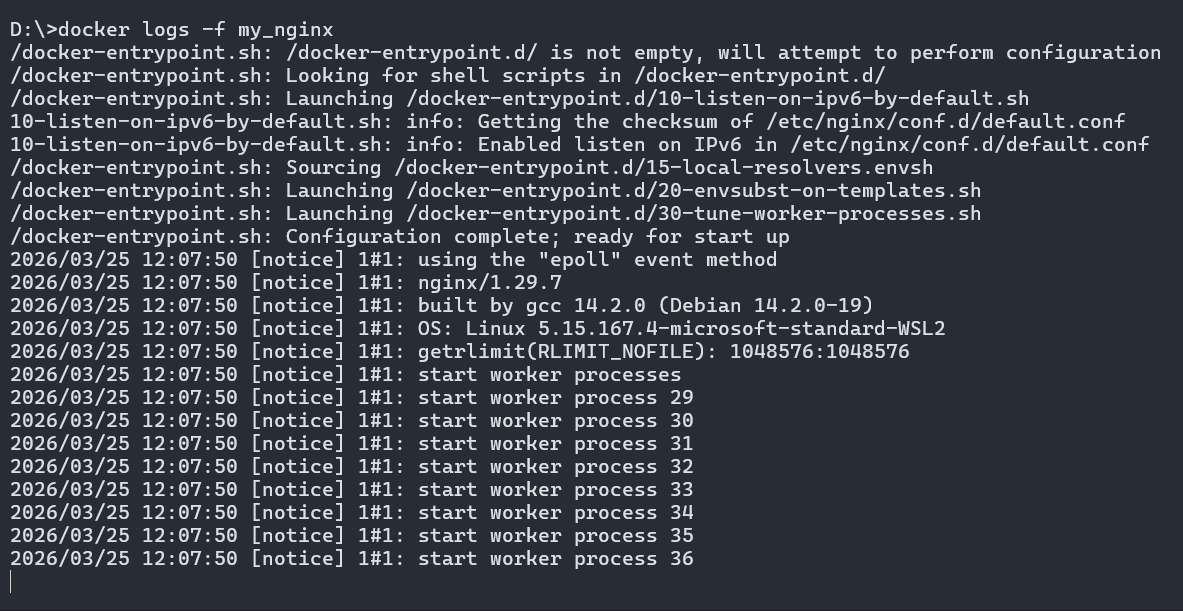 D:\>docker logs -f my_nginx
/docker-entrypoint.sh: /docker-entrypoint.d/ is not empty, will attempt to perform configuration
/docker-entrypoint.sh: Looking for shell scripts in /docker-entrypoint.d/
/docker-entrypoint.sh: Launching /docker-entrypoint.d/10-listen-on-ipv6-by-default.sh
10-listen-on-ipv6-by-default.sh: info: Getting the checksum of /etc/nginx/conf.d/default.conf
10-listen-on-ipv6-by-default.sh: info: Enabled listen on IPv6 in /etc/nginx/conf.d/default.conf
/docker-entrypoint.sh: Sourcing /docker-entrypoint.d/15-local-resolvers.envsh
/docker-entrypoint.sh: Launching /docker-entrypoint.d/20-envsubst-on-templates.sh
/docker-entrypoint.sh: Launching /docker-entrypoint.d/30-tune-worker-processes.sh
/docker-entrypoint.sh: Configuration complete; ready for start up
2026/03/25 12:07:50 [notice] 1#1: using the "epoll" event method
2026/03/25 12:07:50 [notice] 1#1: nginx/1.29.7
2026/03/25 12:07:50 [notice] 1#1: built by gcc 14.2.0 (Debian 14.2.0-19)
2026/03/25 12:07:50 [notice] 1#1: OS: Linux 5.15.167.4-microsoft-standard-WSL2
2026/03/25 12:07:50 [notice] 1#1: getrlimit(RLIMIT_NOFILE): 1048576:1048576
2026/03/25 12:07:50 [notice] 1#1: start worker processes
2026/03/25 12:07:50 [notice] 1#1: start worker process 29
2026/03/25 12:07:50 [notice] 1#1: start worker process 30
2026/03/25 12:07:50 [notice] 1#1: start worker process 31
2026/03/25 12:07:50 [notice] 1#1: start worker process 32
2026/03/25 12:07:50 [notice] 1#1: start worker process 33
2026/03/25 12:07:50 [notice] 1#1: start worker process 34
2026/03/25 12:07:50 [notice] 1#1: start worker process 35
2026/03/25 12:07:50 [notice] 1#1: start worker process 36